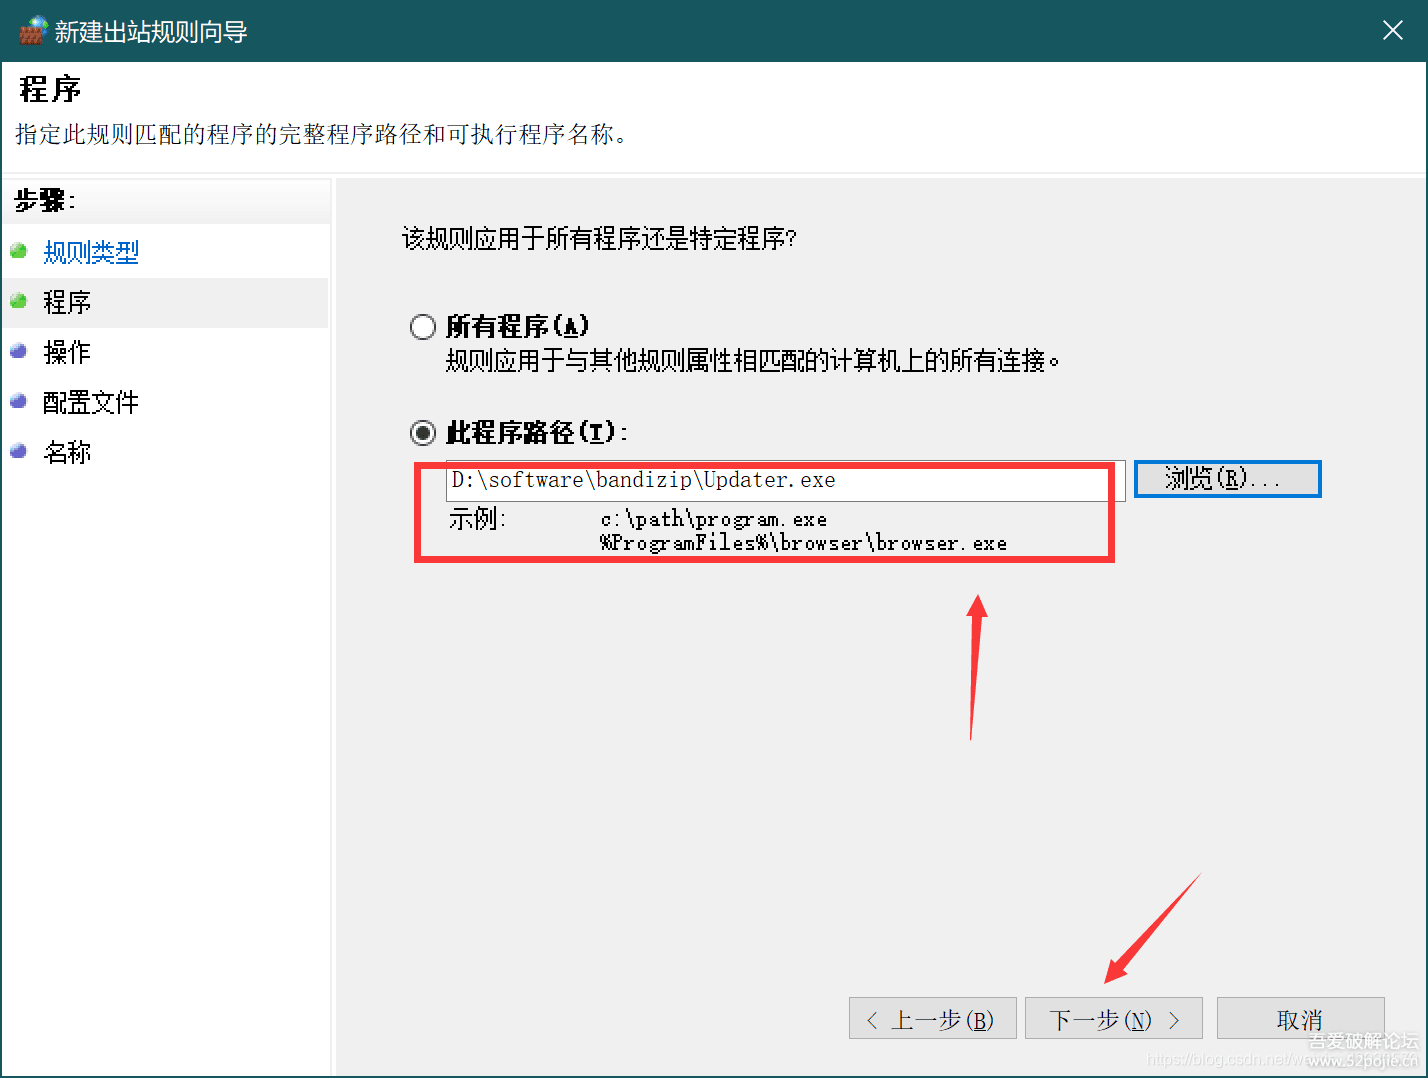 新建出站规则向导
程序
指定此规则匹配的程序的完整程序路径和可执行程序名称。
步骤:
规则类型
程序
操作
配置文件
名称
该规则应用于所有程序还是特定程序?
所有程序(A)
规则应用于与其他规则属性相匹配的计算机上的所有连接。
此程序路径(T):
D:\software\bandizip\Updater.exe
浏览(R)...
示例:
c:\path\program.exe
%ProgramFiles%\browser\browser.exe
< 上一步(B)
下一步(N) >
取消
吾爱破解论坛
https://blog.csdn.net/
www.52pojie.cn